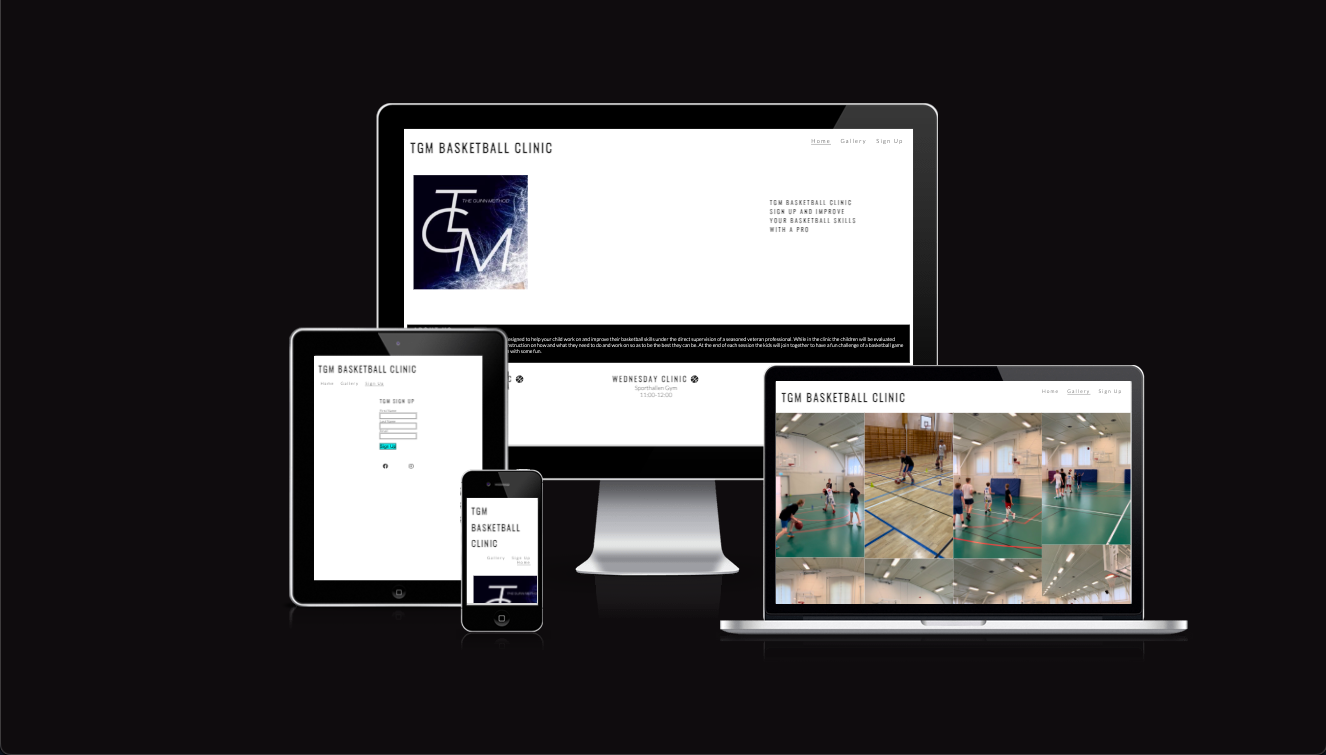 TGM BASKETBALL CLINIC
Home Gallery Sign Up
THE QUINN METHOD
TGM
TGM BASKETBALL CLINIC
SIGN UP AND IMPROVE
YOUR BASKETBALL SKILLS
WITH A PRO
designed to help your child work on and improve their basketball skills under the direct supervision of a seasoned veteran professional. While in the clinic the children will be evaluated
instruction on how and what they need to do and work on so as to be the best they can be. At the end of each session the kids will join together to have a fun challenge of a basketball game
with some fun.
C
WEDNESDAY CLINIC
Sporthallen Gym
11:00-12:00
TGM BASKETBALL CLINIC
Home Gallery Sign Up
TGM SIGN UP
First Name
Last Name
Sign Up
TGM
BASKETBALL
CLINIC
Gallery Sign Up
Home
TGM BASKETBALL CLINIC
Home Gallery Sign Up